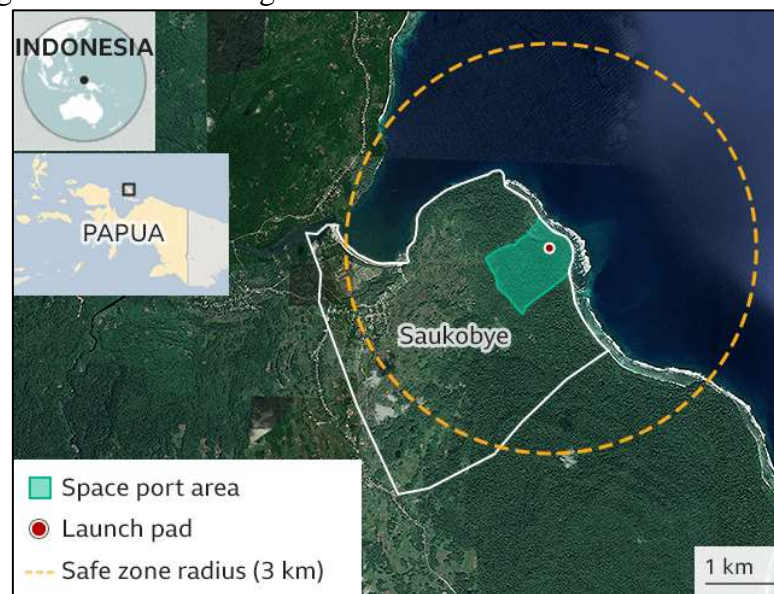 INDONESIA
PAPUA
Saukobye
Space port area
Launch pad
Safe zone radius (3 km)
1 km